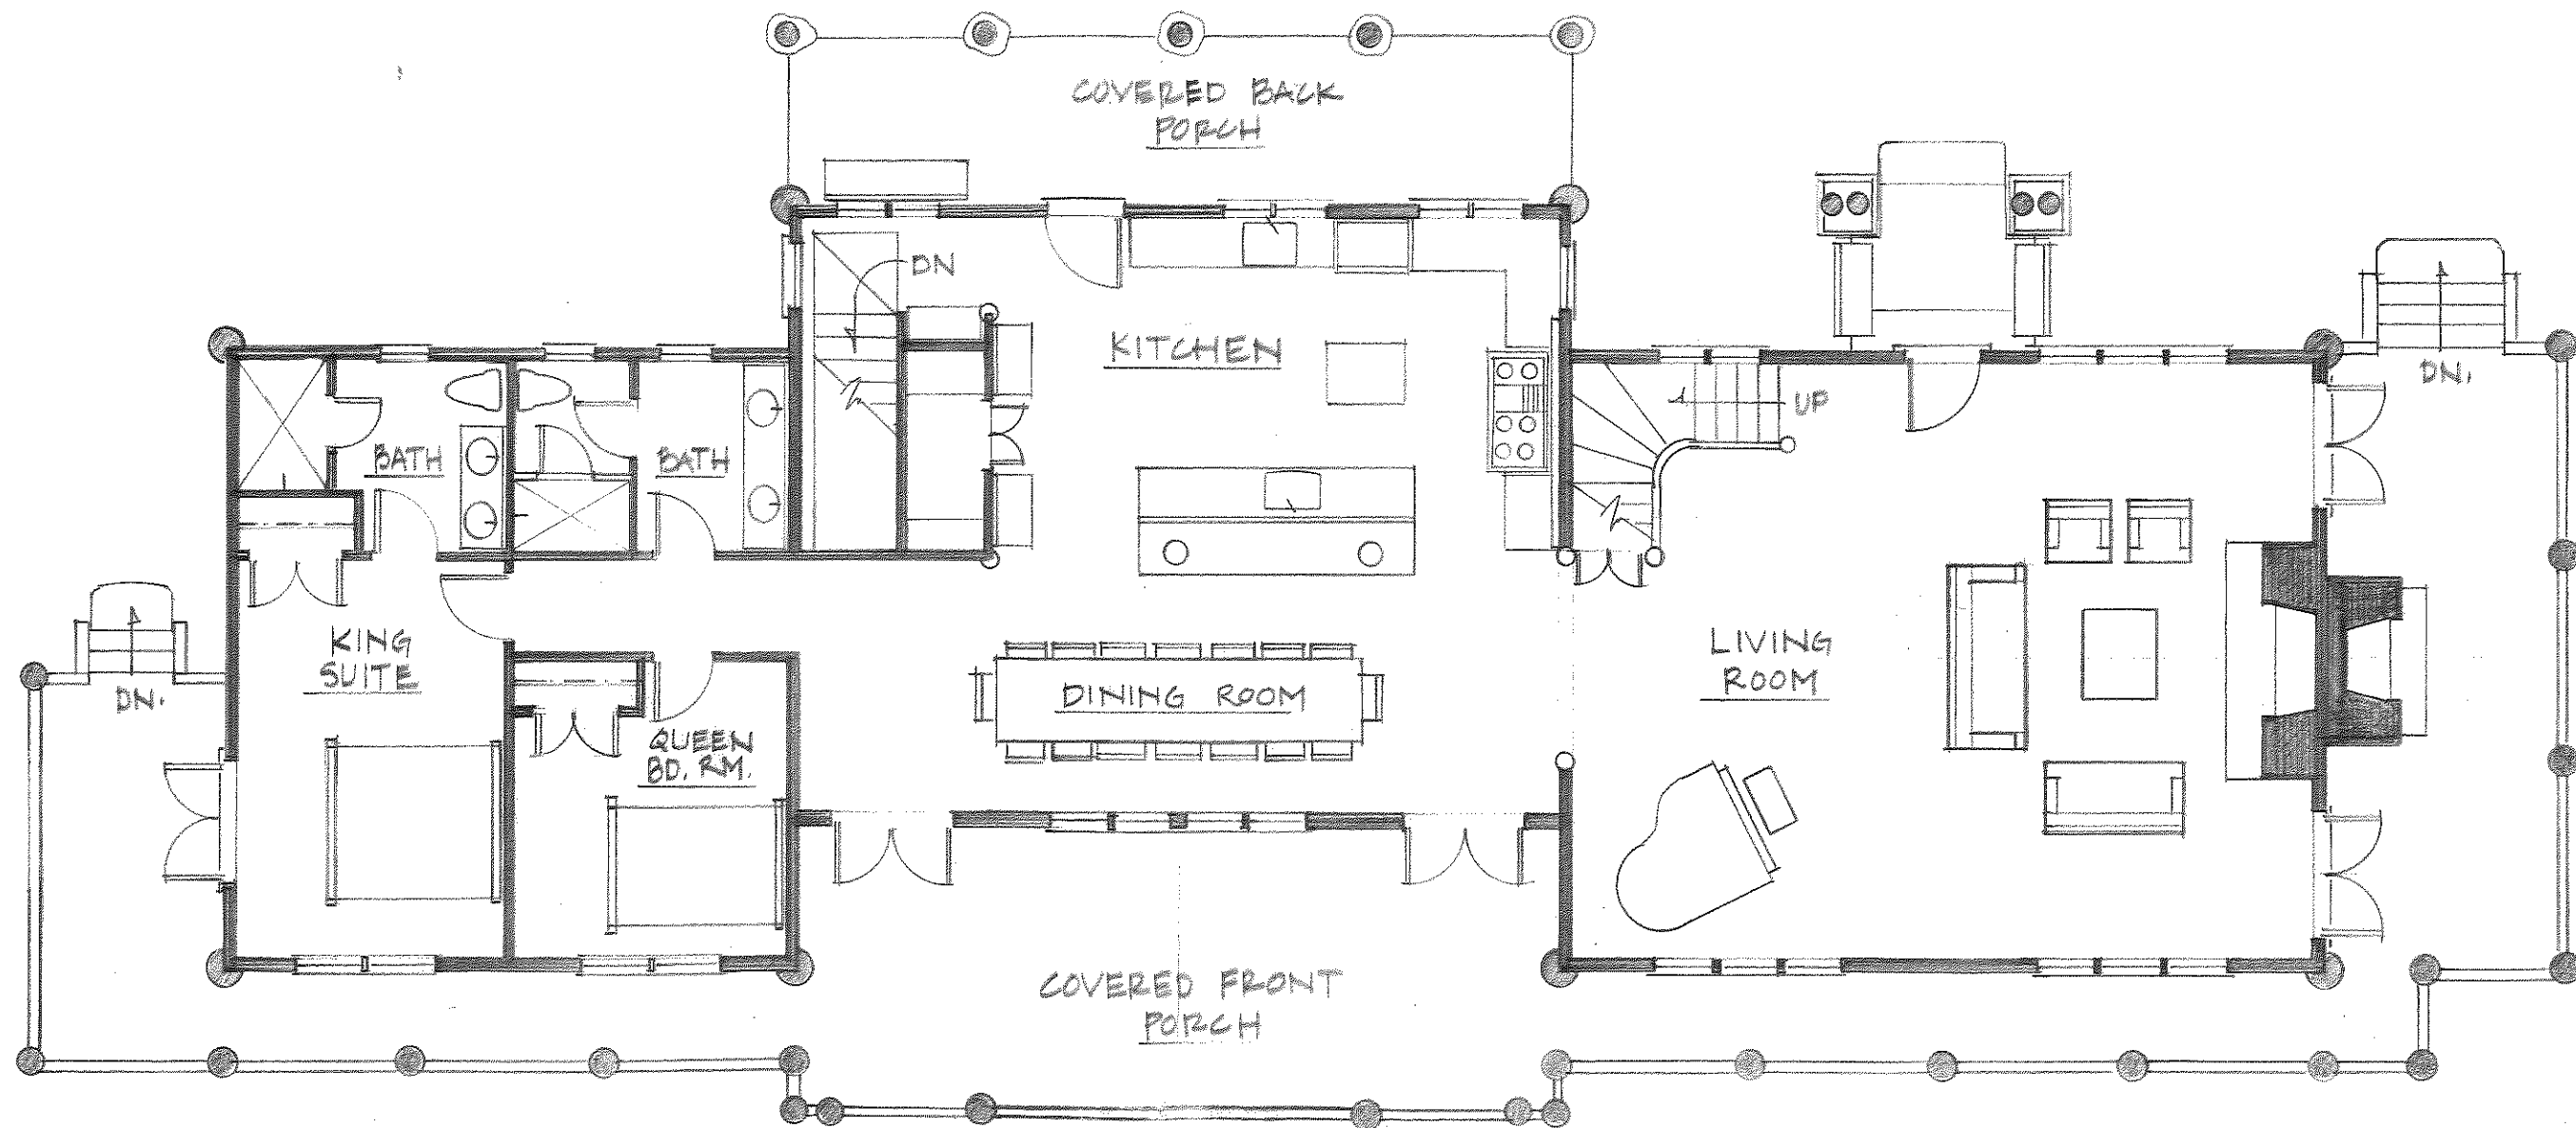 COVERED BACK
PORCH
DN
KITCHEN
UP
DN.
BATH
BATH
KING
SUITE
DN.
LIVING
ROOM
DINING ROOM
QUEEN
BD. RM.
COVERED FRONT
PORCH